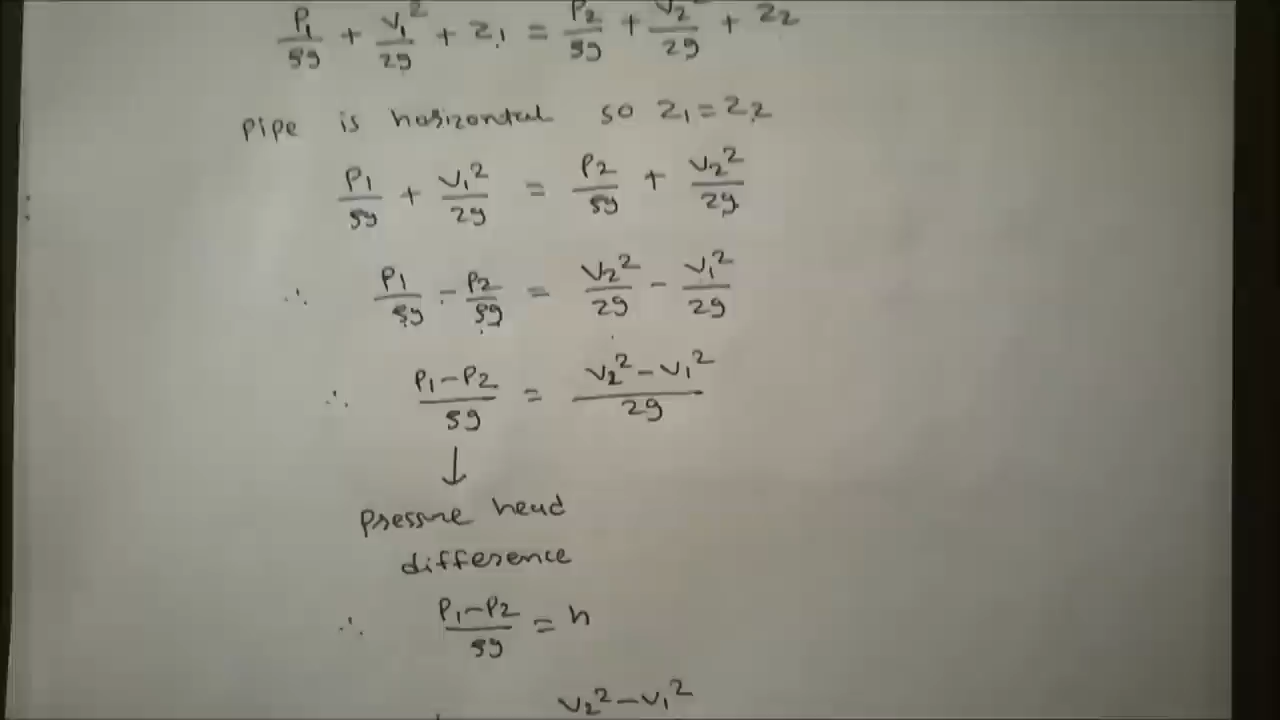 P₁/ρg + V₁²/2g + Z₁ = P₂/ρg + V₂²/2g + Z₂
Pipe is horizontal so Z₁ = Z₂
P₁/ρg + V₁²/2g = P₂/ρg + V₂²/2g
∴ P₁/ρg - P₂/ρg = V₂²/2g - V₁²/2g
∴ P₁-P₂/ρg = V₂²-V₁²/2g
↓
Pressure head
difference
∴ P₁-P₂/ρg = h
V₂²-V₁²